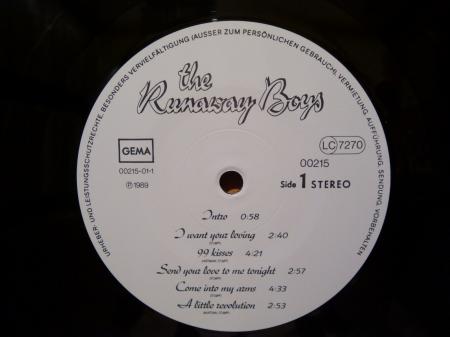 URHEBER- UND LEISTUNGSSCHUTZRECHTE, BESONDERS VERVIELFÄLTIGUNG (AUSSER ZUM PERSÖNLICHEN GEBRAUCH), VERMIETUNG, AUFFÜHRUNG, SENDUNG, VORBEHALTEN
the
Runaway Boys
GEMA
LC 7270
00215-01-1
00215
℗ 1989
Side 1 STEREO
Intro 0:58
I want your loving 2:40
99 kisses 4:21
Send your love to me tonight 2:57
Come into my arms 4:33
A little revolution 2:53